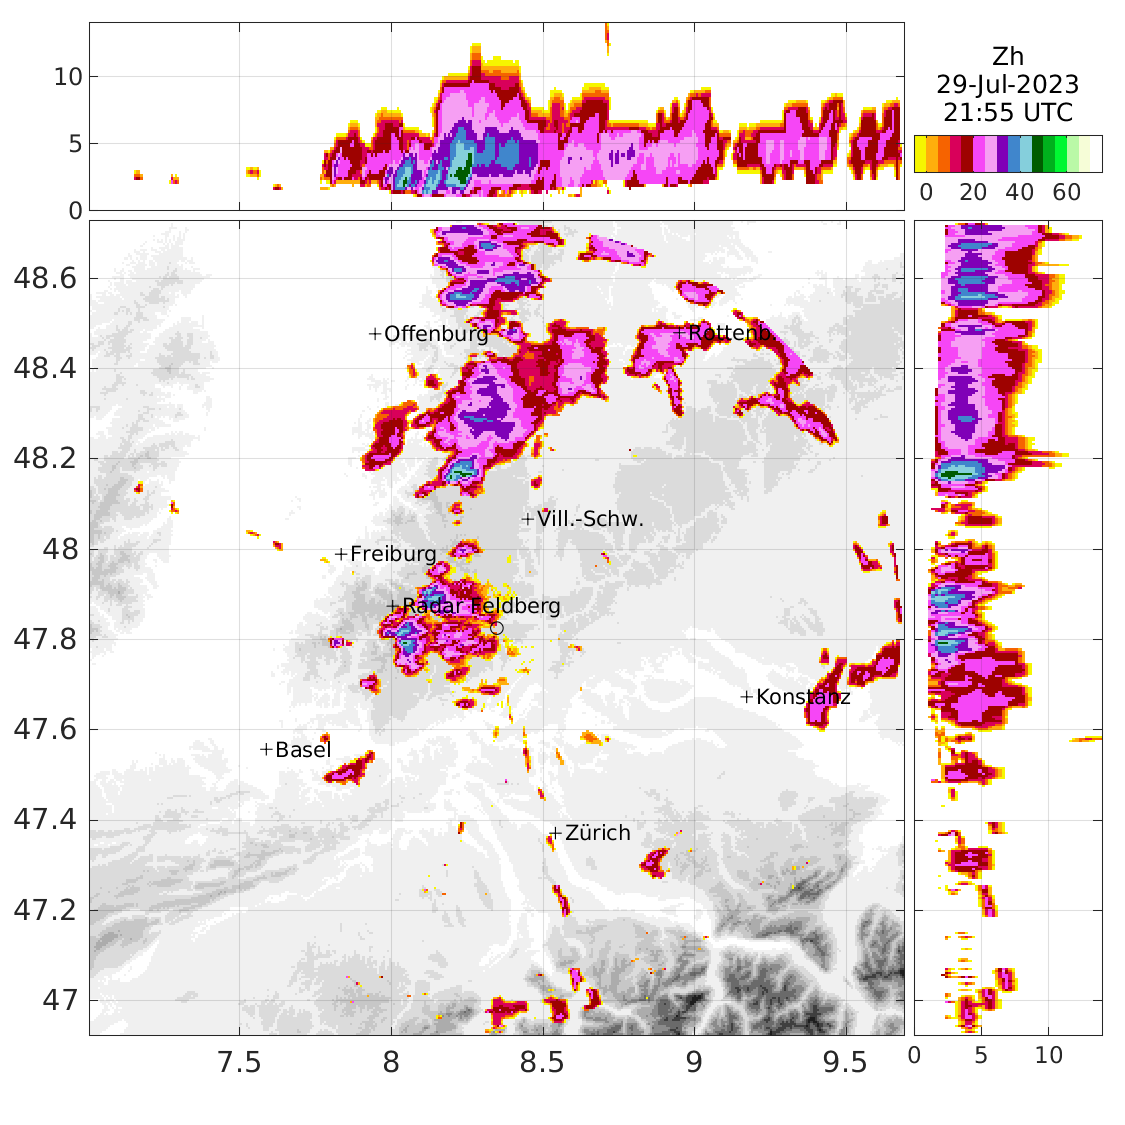 10
5
0
Zh
29-Jul-2023
21:55 UTC
0 20 40 60
48.6
48.4
48.2
48
47.8
47.6
47.4
47.2
47
+Offenburg
+Rottenb.
+Vill.-Schw.
+Freiburg
+Radar Feldberg
+Konstanz
+Basel
+Zürich
7.5 8 8.5 9 9.5
0 5 10